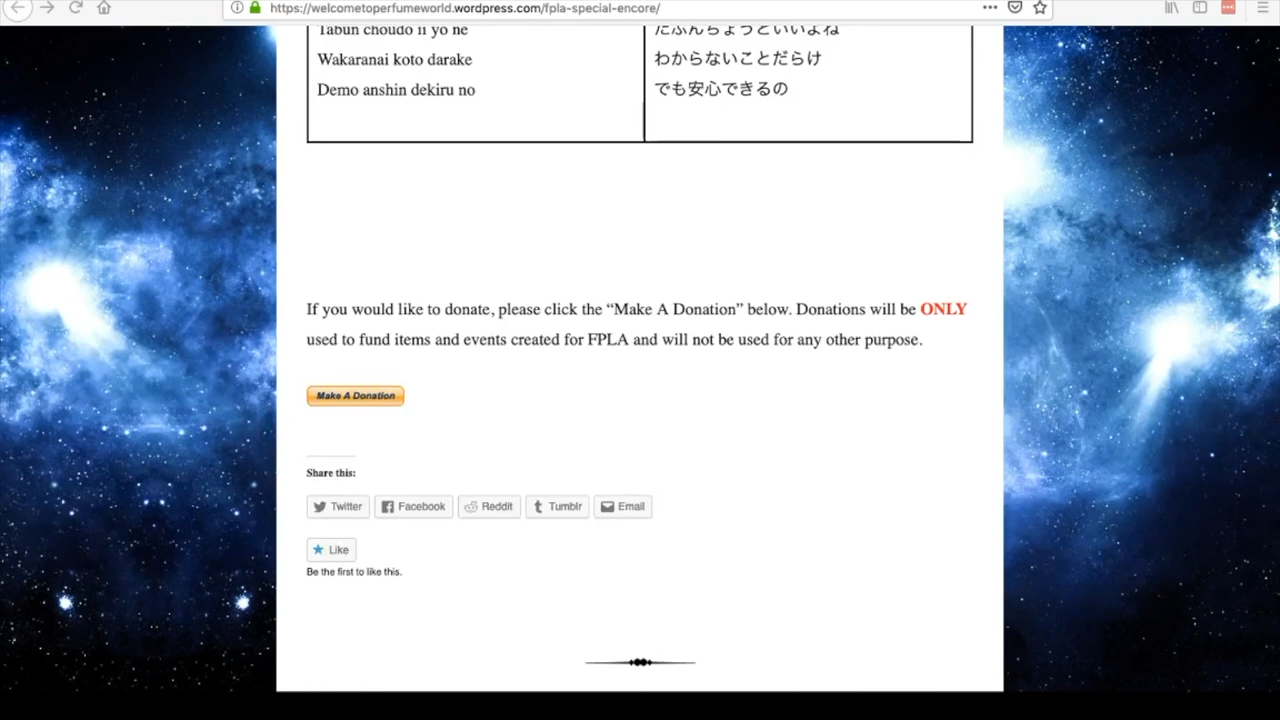 https://welcometoperfumeworld.wordpress.com/fpla-special-encore/
Tabun choudo ii yo ne
たぶんちょうどいいよね
Wakaranai koto darake
わからないことだらけ
Demo anshin dekiru no
でも安心できるの
If you would like to donate, please click the “Make A Donation” below. Donations will be ONLY
used to fund items and events created for FPLA and will not be used for any other purpose.
Make A Donation
Share this:
Twitter Facebook Reddit Tumblr Email
Like
Be the first to like this.